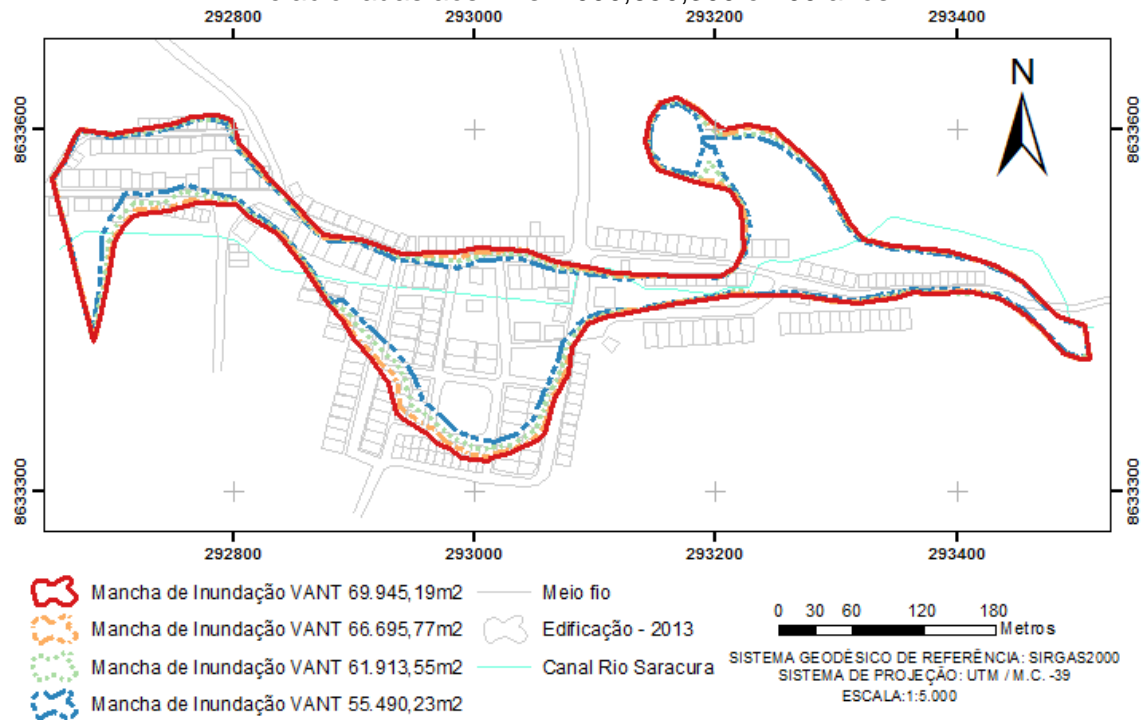 292800 293000 293200 293400
N
8633600 8633600
8633300 8633300
292800 293000 293200 293400
Mancha de Inundação VANT 69.945,19m2
Mancha de Inundação VANT 66.695,77m2
Mancha de Inundação VANT 61.913,55m2
Mancha de Inundação VANT 55.490,23m2
Meio fio
Edificação - 2013
Canal Rio Saracura
0 30 60 120 180
Metros
SISTEMA GEODÉSICO DE REFERÊNCIA: SIRGAS2000
SISTEMA DE PROJEÇÃO: UTM / M.C. -39
ESCALA:1:5.000